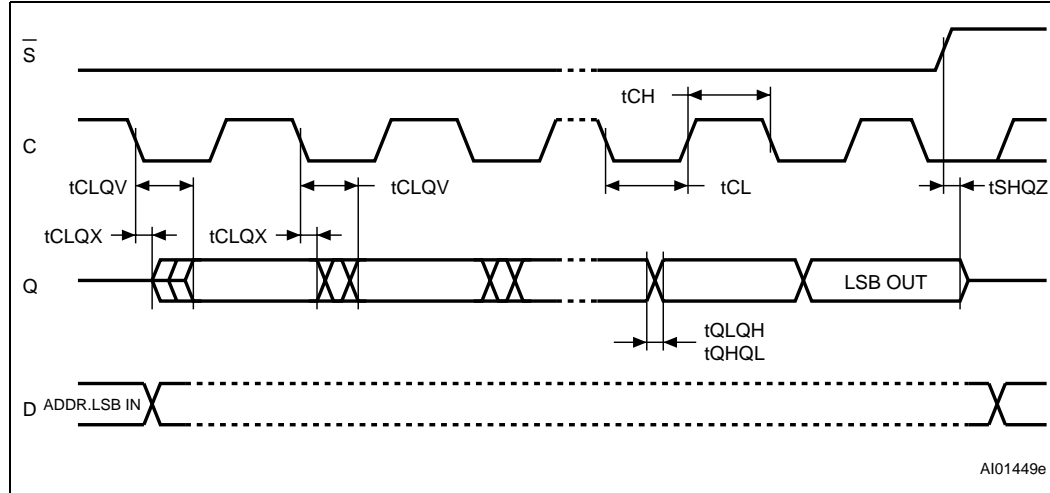 S
tCH
C
tCLQV
tCLQV
tCL
tSHQZ
tCLQX
tCLQX
Q
LSB OUT
tQLQH
tQHQL
D
ADDR.LSB IN
AI01449e